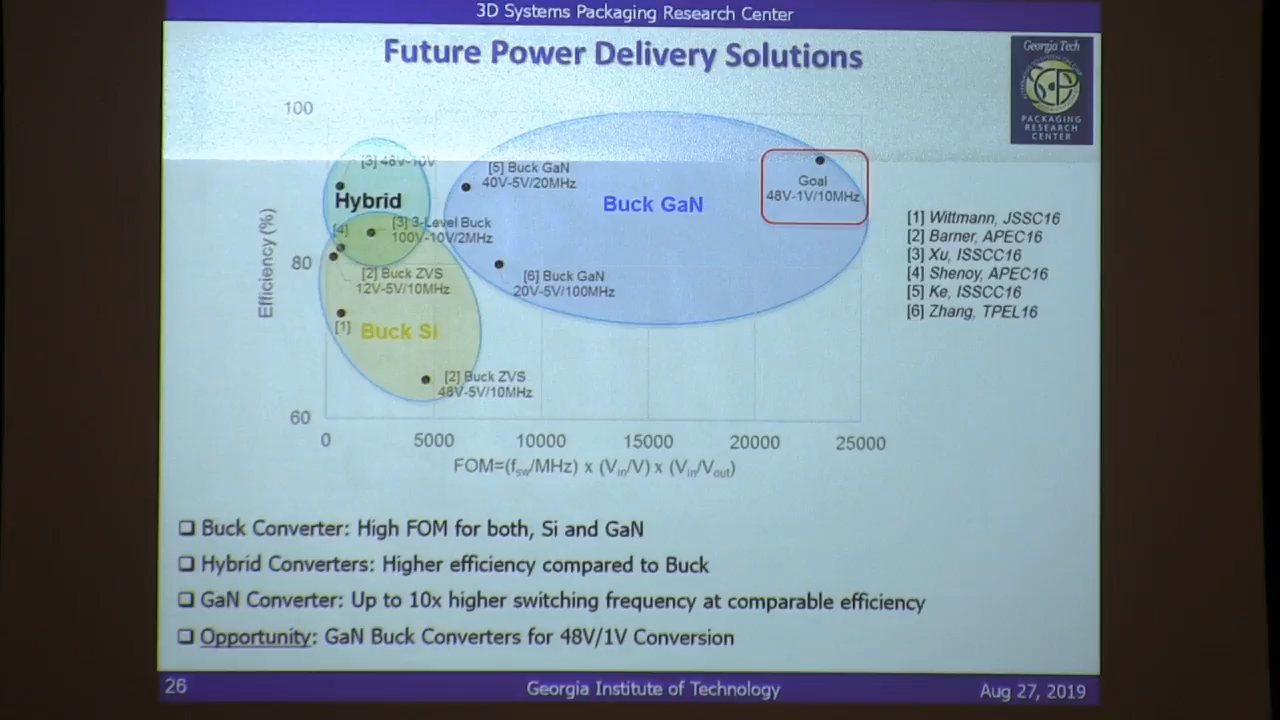 3D Systems Packaging Research Center
Future Power Delivery Solutions
Georgia Tech
PACKAGING
RESEARCH
CENTER
100
80
60
Efficiency (%)
[3] 48V-10V
Hybrid
[4]
[3] 3-Level Buck
100V-10V/2MHz
[2] Buck ZVS
12V-5V/10MHz
[1]
Buck Si
[2] Buck ZVS
48V-5V/10MHz
[5] Buck GaN
40V-5V/20MHz
Buck GaN
[6] Buck GaN
20V-5V/100MHz
Goal
48V-1V/10MHz
0 5000 10000 15000 20000 25000
FOM=(fsw/MHz) x (Vin/V) x (Vin/Vout)
[1] Wittmann, JSSC16
[2] Barner, APEC16
[3] Xu, ISSCC16
[4] Shenoy, APEC16
[5] Ke, ISSCC16
[6] Zhang, TPEL16
❑ Buck Converter: High FOM for both, Si and GaN
❑ Hybrid Converters: Higher efficiency compared to Buck
❑ GaN Converter: Up to 10x higher switching frequency at comparable efficiency
❑ Opportunity: GaN Buck Converters for 48V/1V Conversion
26
Georgia Institute of Technology
Aug 27, 2019